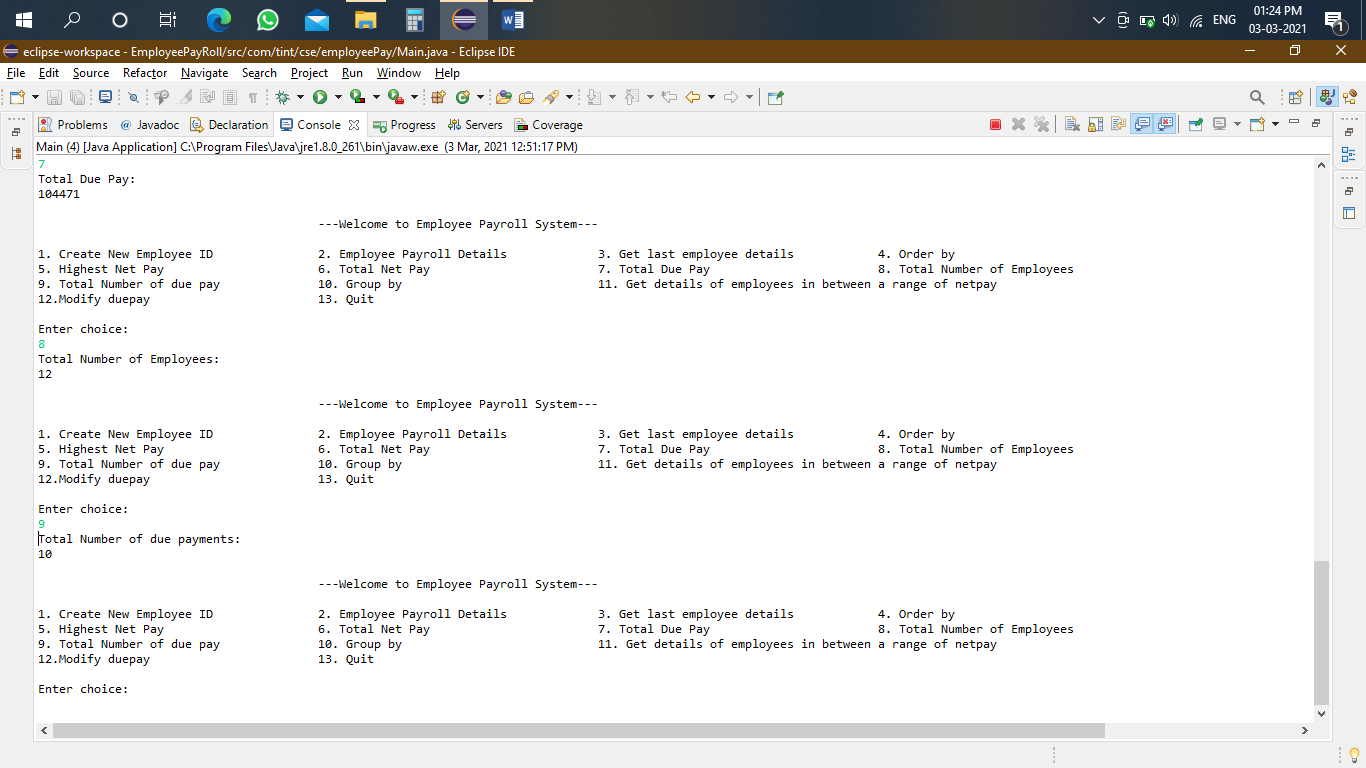 ENG
01:24 PM
03-03-2021
1
eclipse-workspace - EmployeePayRoll/src/com/tint/cse/employeePay/Main.java - Eclipse IDE
File Edit Source Refactor Navigate Search Project Run Window Help
Problems @ Javadoc Declaration Console Progress Servers Coverage
Main (4) [Java Application] C:\Program Files\Java\jre1.8.0_261\bin\javaw.exe (3 Mar, 2021 12:51:17 PM)
7
Total Due Pay:
104471
---Welcome to Employee Payroll System---
1. Create New Employee ID 2. Employee Payroll Details 3. Get last employee details 4. Order by
5. Highest Net Pay 6. Total Net Pay 7. Total Due Pay 8. Total Number of Employees
9. Total Number of due pay 10. Group by 11. Get details of employees in between a range of netpay
12.Modify duepay 13. Quit
Enter choice:
8
Total Number of Employees:
12
---Welcome to Employee Payroll System---
1. Create New Employee ID 2. Employee Payroll Details 3. Get last employee details 4. Order by
5. Highest Net Pay 6. Total Net Pay 7. Total Due Pay 8. Total Number of Employees
9. Total Number of due pay 10. Group by 11. Get details of employees in between a range of netpay
12.Modify duepay 13. Quit
Enter choice:
9
Total Number of due payments:
10
---Welcome to Employee Payroll System---
1. Create New Employee ID 2. Employee Payroll Details 3. Get last employee details 4. Order by
5. Highest Net Pay 6. Total Net Pay 7. Total Due Pay 8. Total Number of Employees
9. Total Number of due pay 10. Group by 11. Get details of employees in between a range of netpay
12.Modify duepay 13. Quit
Enter choice: